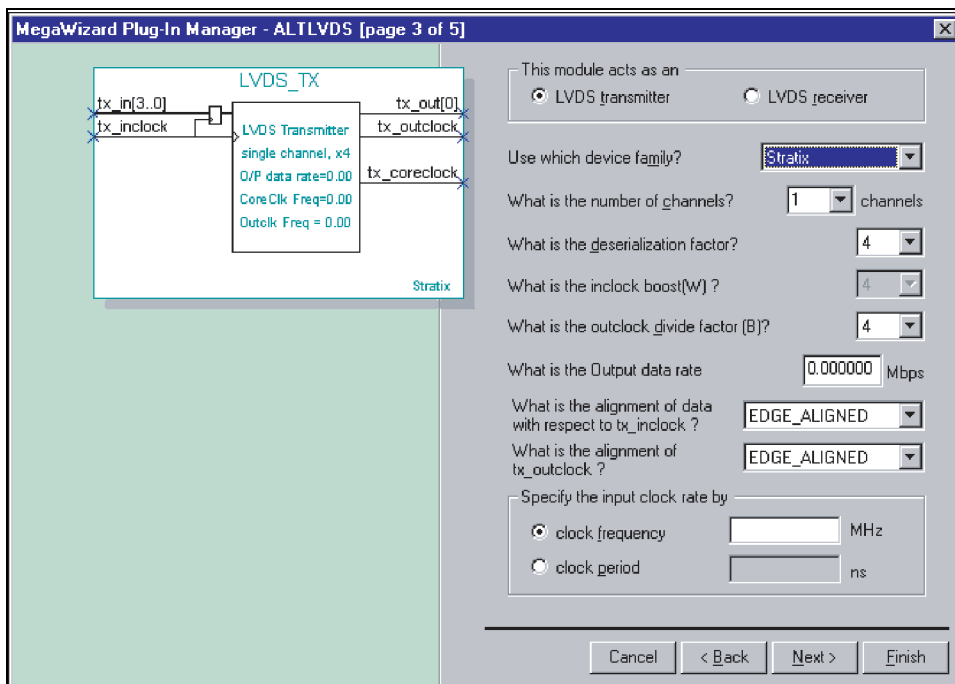 MegaWizard Plug-In Manager - ALTLVDS [page 3 of 5]
LVDS_TX
tx_in[3..0]
tx_inclock
tx_out[0]
tx_outclock
tx_coreclock
LVDS Transmitter
single channel, x4
O/P data rate=0.00
CoreClk Freq=0.00
Outclk Freq = 0.00
Stratix
This module acts as an
LVDS transmitter
LVDS receiver
Use which device family?
Stratix
What is the number of channels?
1
channels
What is the deserialization factor?
4
What is the inclock boost(W) ?
4
What is the outclock divide factor (B)?
4
What is the Output data rate
0.000000
Mbps
What is the alignment of data
with respect to tx_inclock ?
EDGE_ALIGNED
What is the alignment of
tx_outclock ?
EDGE_ALIGNED
Specify the input clock rate by
clock frequency
MHz
clock period
ns
Cancel
< Back
Next >
Finish